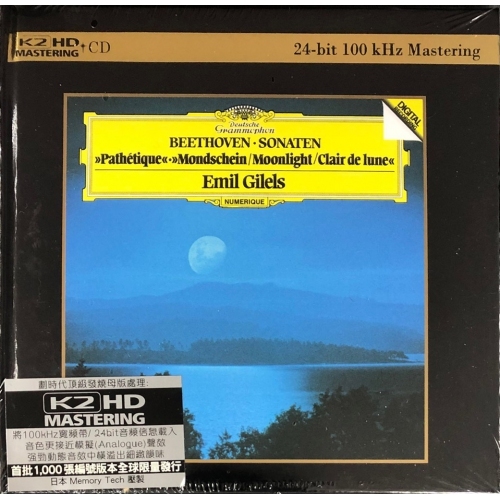 K2 HD MASTERING +CD
24-bit 100 kHz Mastering
Deutsche Grammophon
DIGITAL RECORDING
BEETHOVEN · SONATEN
»Pathétique«·»Mondschein/Moonlight/Clair de lune«
Emil Gilels
NUMERIQUE
劃時代頂級發燒母版處理:
K2 HD
MASTERING
將100kHz寬頻帶/ 24bit音頻信息載入
音色更接近模擬(Analogue)聲效
強勁動態音效中橫溢出細緻韻味
首批1,000張編號版本全球限量發行
日本 Memory Tech 壓製